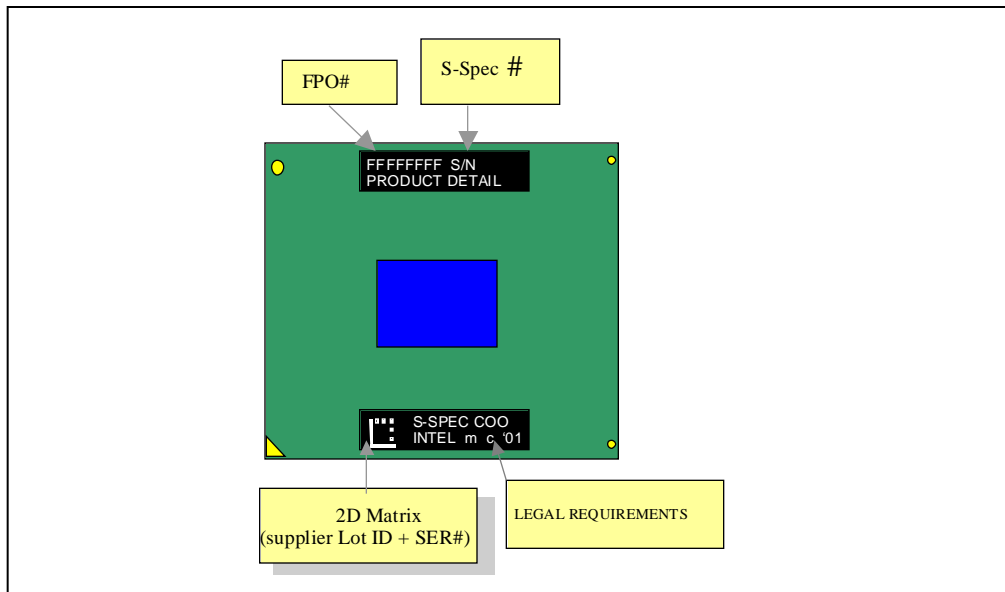 FPO#
S-Spec #
FFFFFFFF S/N
PRODUCT DETAIL
S-SPEC COO
INTEL m c '01
2D Matrix
(supplier Lot ID + SER#)
LEGAL REQUIREMENTS